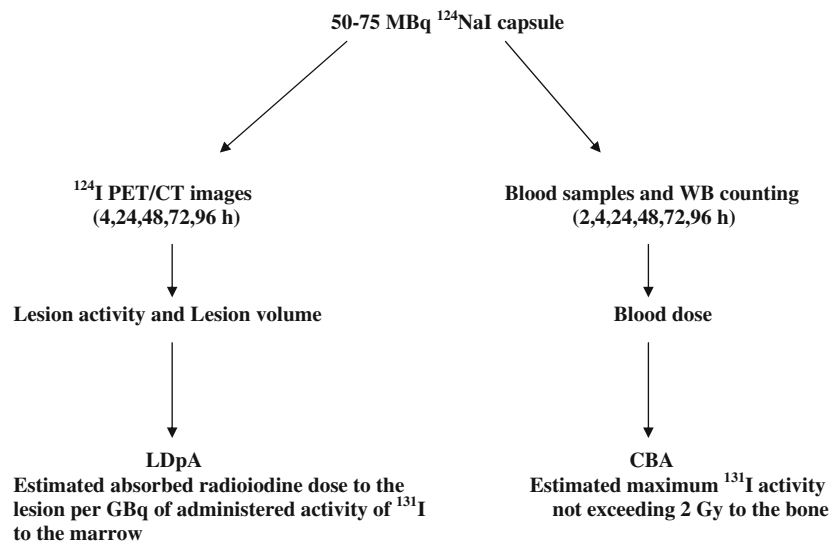 50-75 MBq ¹²⁴NaI capsule
¹²⁴I PET/CT images
(4,24,48,72,96 h)
Blood samples and WB counting
(2,4,24,48,72,96 h)
Lesion activity and Lesion volume
Blood dose
LDpA
Estimated absorbed radioiodine dose to the
lesion per GBq of administered activity of ¹³¹I
to the marrow
CBA
Estimated maximum ¹³¹I activity
not exceeding 2 Gy to the bone